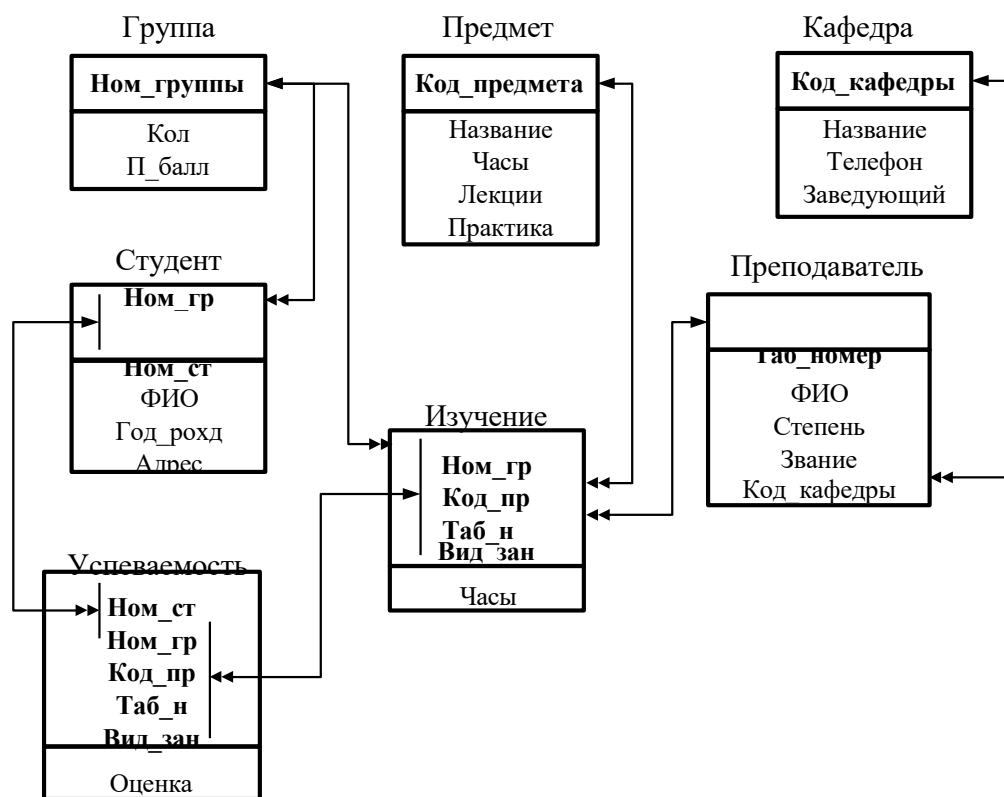 Группа
Ном_группы
Кол
П_балл
Предмет
Код_предмета
Название
Часы
Лекции
Практика
Кафедра
Код_кафедры
Название
Телефон
Заведующий
Студент
Ном_гр
Ном_ст
ФИО
Год_рохд
Адрес
Преподаватель
Таб_номер
ФИО
Степень
Звание
Код_кафедры
Изучение
Ном_гр
Код_пр
Таб_н
Вид_зан
Часы
Успеваемость
Ном_ст
Ном_гр
Код_пр
Таб_н
Вид_зан
Оценка